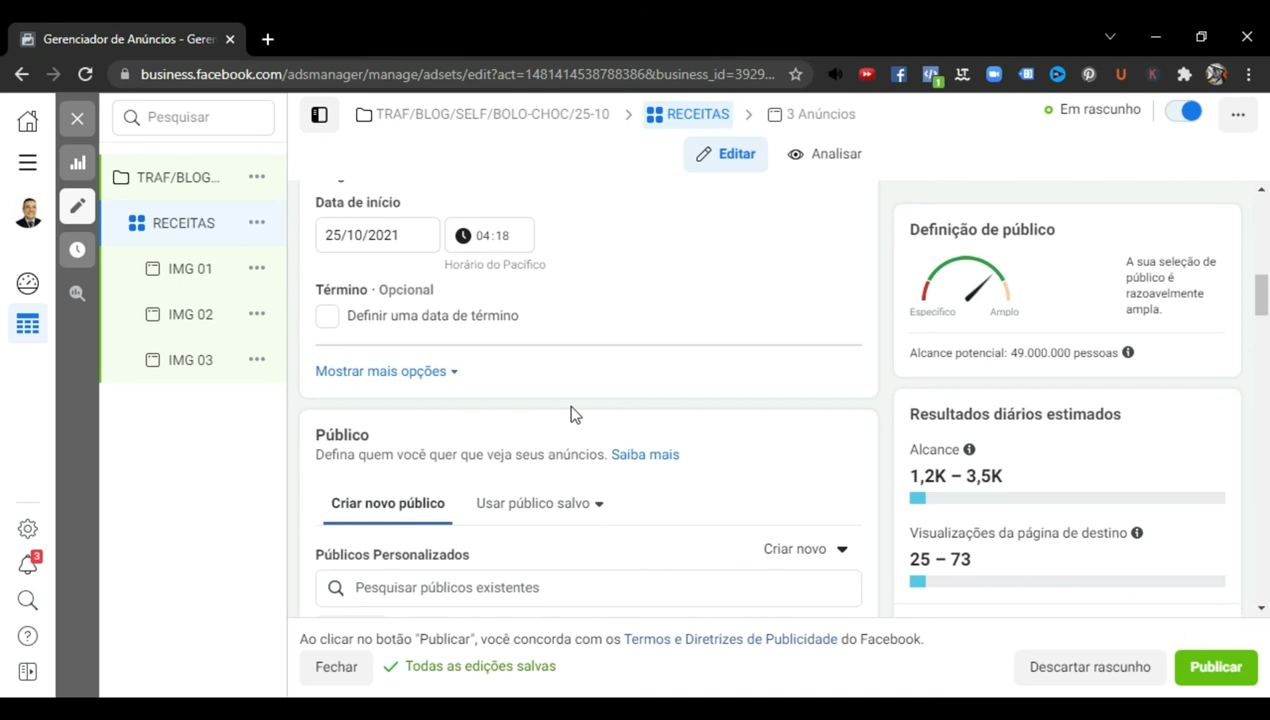 Gerenciador de Anúncios - Geren
business.facebook.com/adsmanager/manage/adsets/edit?act=1481414538788386&business_id=3929...
1
Pesquisar
TRAF/BLOG/SELF/BOLO-CHOC/25-10
RECEITAS
3 Anúncios
Em rascunho
Editar
Analisar
TRAF/BLOG...
RECEITAS
IMG 01
IMG 02
IMG 03
3
Data de início
25/10/2021
04:18
Horário do Pacífico
Término · Opcional
Definir uma data de término
Mostrar mais opções
Público
Defina quem você quer que veja seus anúncios. Saiba mais
Criar novo público
Usar público salvo
Públicos Personalizados
Criar novo
Pesquisar públicos existentes
Definição de público
Específico
Amplo
A sua seleção de
público é
razoavelmente
ampla.
Alcance potencial: 49.000.000 pessoas
Resultados diários estimados
Alcance
1,2K – 3,5K
Visualizações da página de destino
25 – 73
Ao clicar no botão "Publicar", você concorda com os Termos e Diretrizes de Publicidade do Facebook.
Fechar
Todas as edições salvas
Descartar rascunho
Publicar